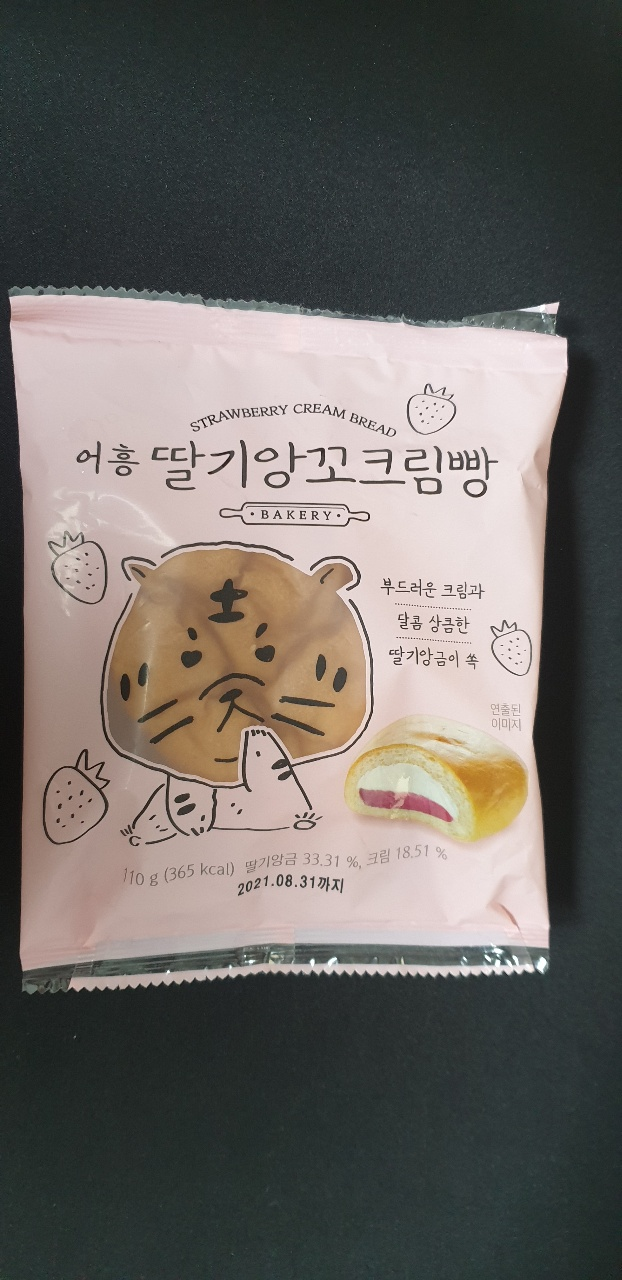 STRAWBERRY CREAM BREAD
어흥 딸기앙꼬크림빵
· BAKERY ·
부드러운 크림과
달콤 상큼한
딸기앙금이 쏙
연출된
이미지
110 g (365 kcal) 딸기앙금 33.31 %, 크림 18.51 %
2021.08.31까지